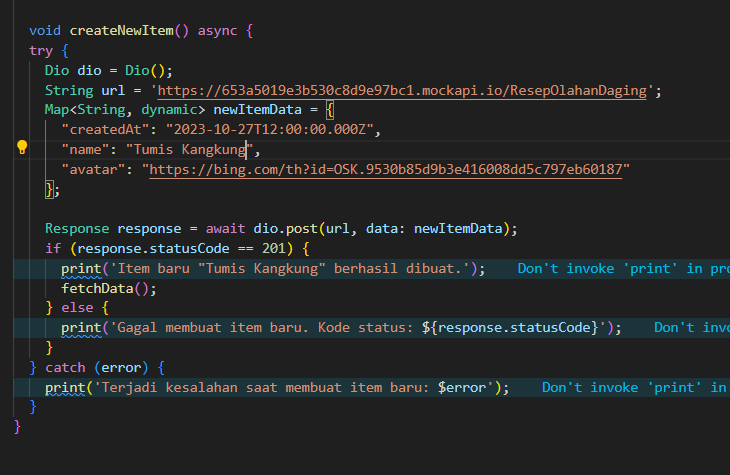 void createNewItem() async {
try {
Dio dio = Dio();
String url = 'https://653a5019e3b530c8d9e97bc1.mockapi.io/ResepOlahanDaging';
Map<String, dynamic> newItemData = {
"createdAt": "2023-10-27T12:00:00.000Z",
"name": "Tumis Kangkung",
"avatar": "https://bing.com/th?id=OSK.9530b85d9b3e416008dd5c797eb60187"
};
Response response = await dio.post(url, data: newItemData);
if (response.statusCode == 201) {
print('Item baru "Tumis Kangkung" berhasil dibuat.'); Don't invoke 'print' in pro
fetchData();
} else {
print('Gagal membuat item baru. Kode status: ${response.statusCode}'); Don't inv
}
} catch (error) {
print('Terjadi kesalahan saat membuat item baru: $error'); Don't invoke 'print' in
}
}